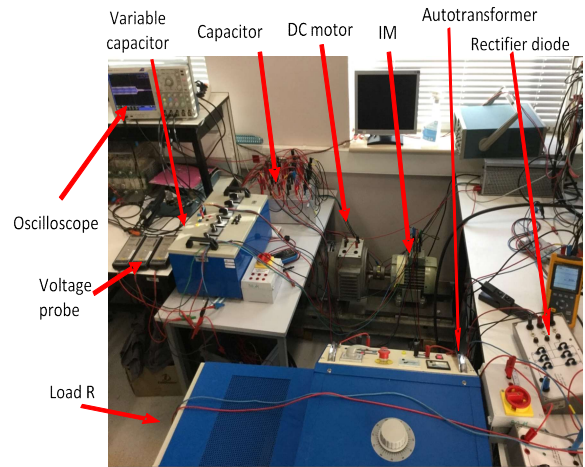 Variable
capacitor
Capacitor
DC motor
IM
Autotransformer
Rectifier diode
Oscilloscope
Voltage
probe
Load R